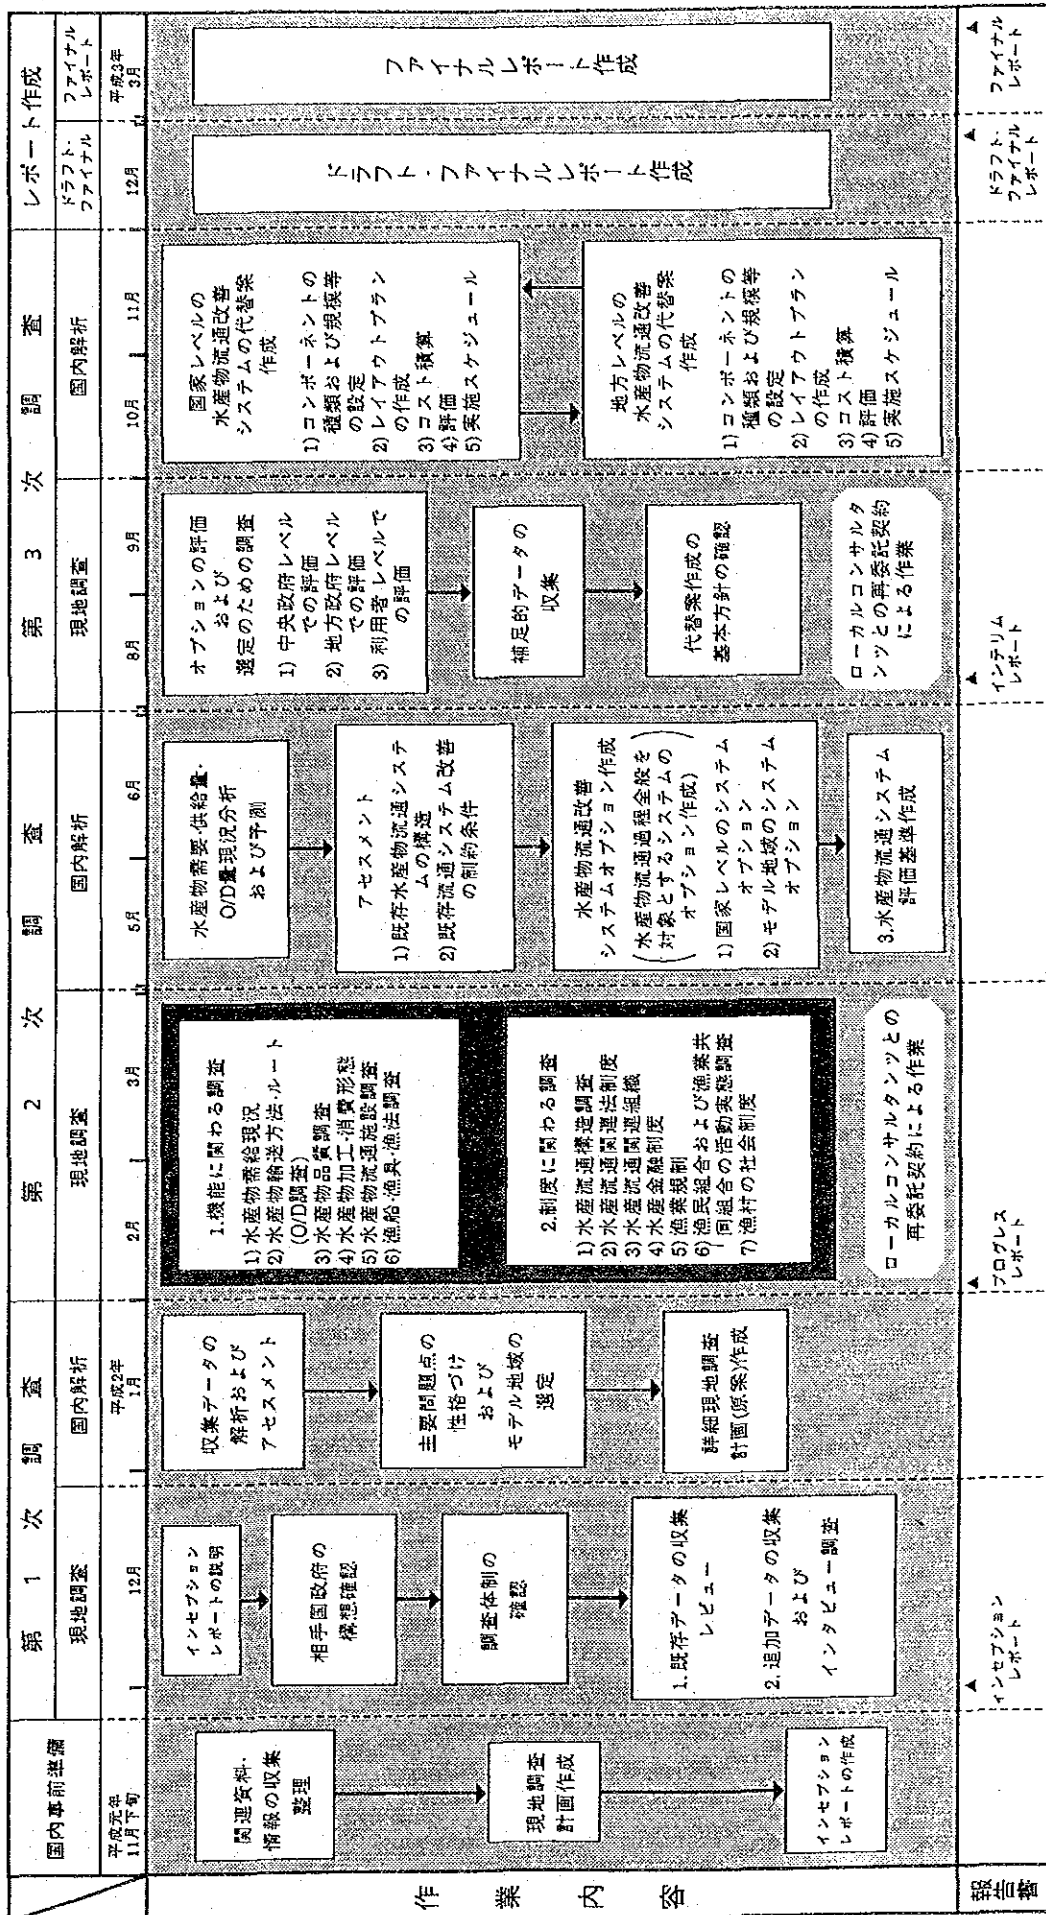 国内事前準備
第1次調査
第2次調査
第3次調査
レポート作成
現地調査
国内解析
現地調査
国内解析
現地調査
国内解析
ドラフト・
ファイナル
ファイナル
レポート
平成元年
11月下旬
12月
平成2年
1月
2月
3月
5月
6月
8月
9月
10月
11月
12月
平成3年
3月
作業内容
関連資料・
情報の収集
整理
現地調査
計画作成
インセプション
レポートの作成
インセプション
レポートの説明
相手国政府の
構想確認
調査体制の
確認
1. 既存データの収集
レビュー
2. 追加データの収集
および
インタビュー調査
収集データの
解析および
アセスメント
主要問題点の
性格づけ
および
モデル地域の
選定
詳細現地調査
計画(原案)作成
1.機能に関わる調査
1) 水産物需給現況
2) 水産物輸送方法・ルート
(O/D調査)
3) 水産物品質調査
4) 水産物加工・消費形態
5) 水産物流通施設調査
6) 漁船・漁具・漁法調査
2.制度に関わる調査
1) 水産流通構造調査
2) 水産流通関連法制度
3) 水産流通関連組織
4) 水産金融制度
5) 漁業規制
6) 漁民組合および漁業共
同組合の活動実態調査
7) 漁村の社会制度
ローカルコンサルタンツとの
再委託契約による作業
水産物需要・供給量・
O/D量現況分析
および予測
アセスメント
1) 既存水産物流通システ
ムの構造
2) 既存流通システム改善
の制約条件
水産物流通改善
システムオプション作成
(水産物流通過程全般を
対象とするシステムの
オプション作成)
1) 国家レベルのシステム
オプション
2) モデル地域のシステム
オプション
3.水産物流通システム
評価基準作成
オプションの評価
および
選定のための調査
1) 中央政府レベル
での評価
2) 地方政府レベル
での評価
3) 利用者レベルで
の評価
補足的データの
収集
代替案作成の
基本方針の確認
ローカルコンサルタ
ンツとの再委託契約
による作業
国家レベルの
水産物流通改善
システムの代替案
作成
1) コンポーネントの
種類および規模等
の設定
2) レイアウトプラン
の作成
3) コスト積算
4) 評価
5) 実施スケジュール
地方レベルの
水産物流通改善
システムの代替案
作成
1) コンポーネントの
種類および規模等
の設定
2) レイアウトプラン
の作成
3) コスト積算
4) 評価
5) 実施スケジュール
ドラフト・ファイナルレポート作成
ファイナルレポート作成
報告書
▲
インセプション
レポート
▲
プログレス
レポート
▲
インテリム
レポート
▲
ドラフト・
ファイナル
レポート
▲
ファイナル
レポート